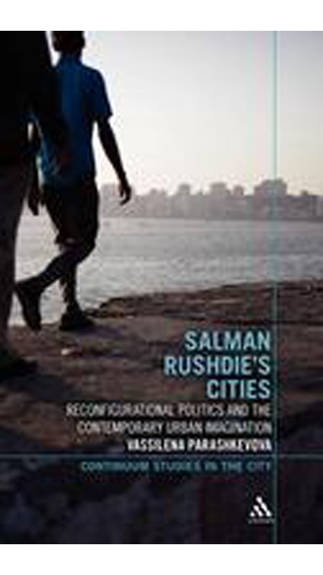 SALMAN
RUSHDIE'S
CITIES
RECONFIGURATIONAL POLITICS AND THE
CONTEMPORARY URBAN IMAGINATION
VASSILENA PARASHKEVOVA
CONTINUUM STUDIES IN THE CITY